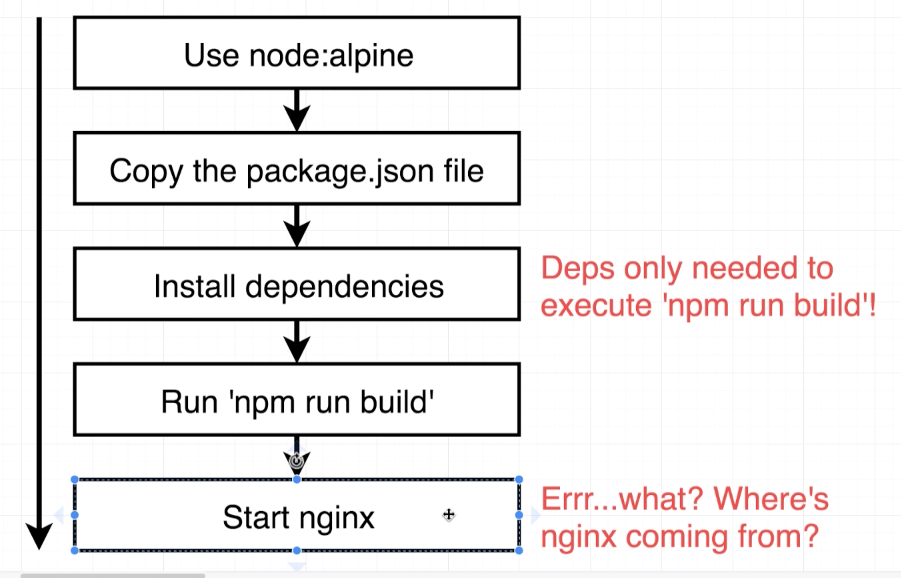 Use node:alpine
Copy the package.json file
Install dependencies
Deps only needed to
execute 'npm run build'!
Run 'npm run build'
Start nginx
Errr...what? Where's
nginx coming from?